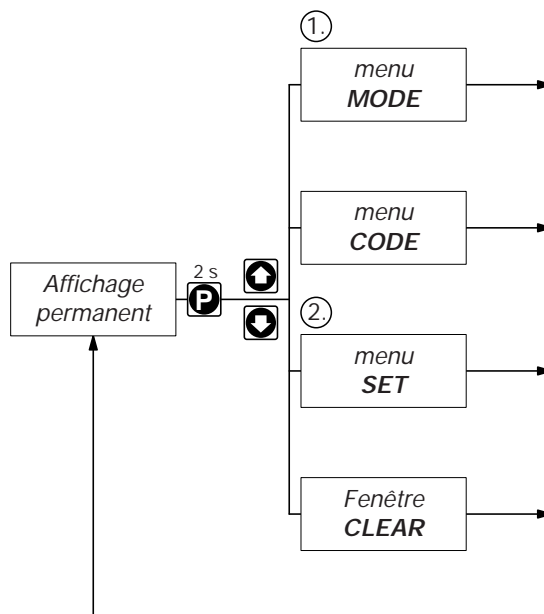 1.
menu
MODE
menu
CODE
Affichage
permanent
2 s
P
2.
menu
SET
Fenêtre
CLEAR